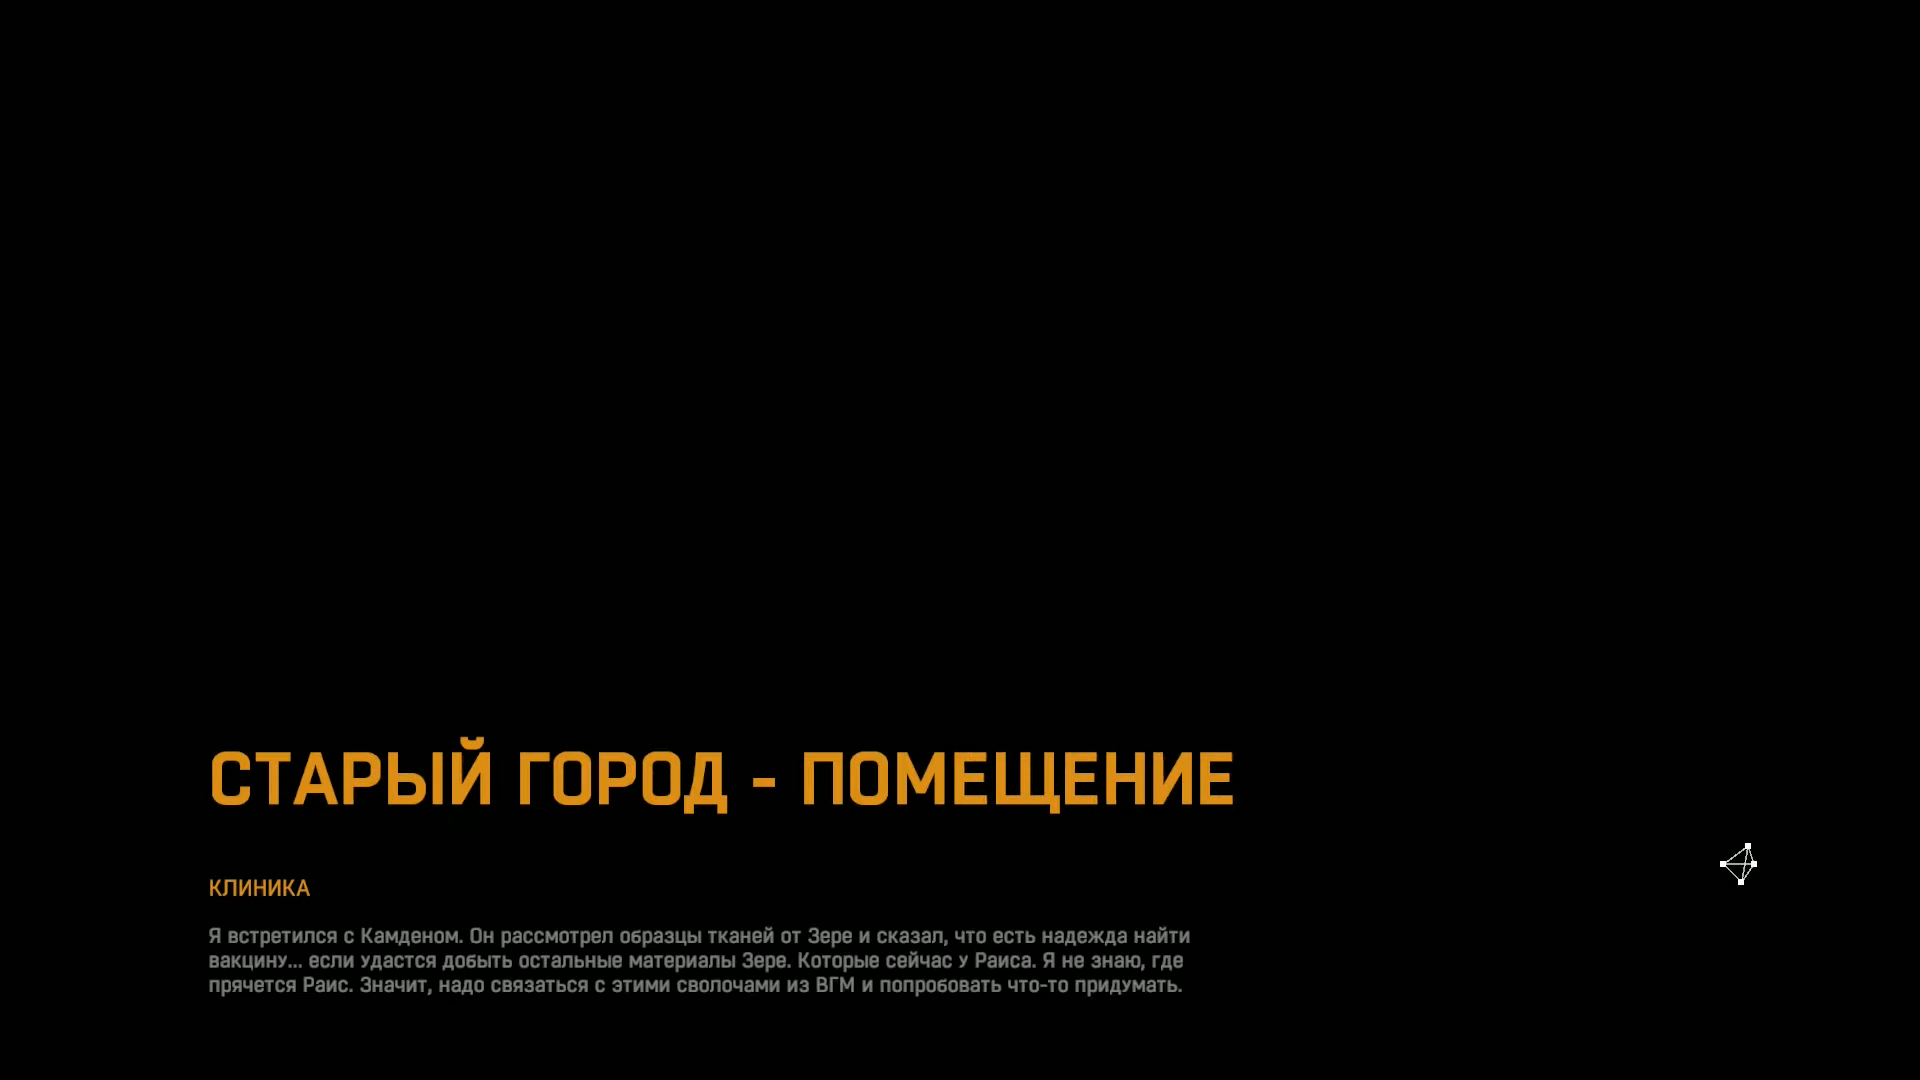 СТАРЫЙ ГОРОД - ПОМЕЩЕНИЕ
КЛИНИКА
Я встретился с Камденом. Он рассмотрел образцы тканей от Зере и сказал, что есть надежда найти
вакцину... если удастся добыть остальные материалы Зере. Которые сейчас у Раиса. Я не знаю, где
прячется Раис. Значит, надо связаться с этими сволочами из ВГМ и попробовать что-то придумать.